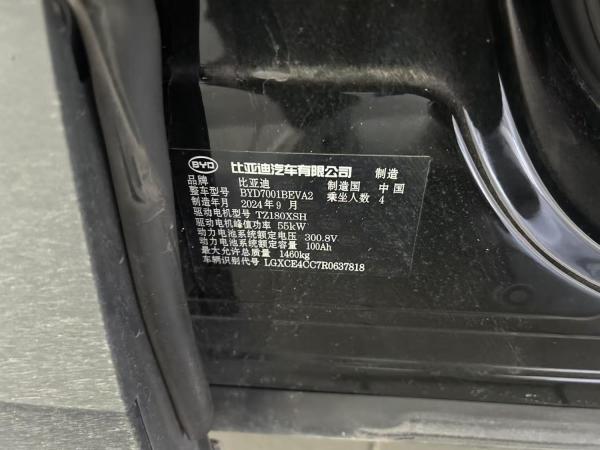 BYD 比亚迪汽车有限公司 制造
品牌 比亚迪 制造国 中国
整车型号 BYD7001BEVA2 乘坐人数 4
制造年月 2024年9月
驱动电机型号 TZ180XSH
驱动电机峰值功率 55kW
动力电池系统额定电压 300.8V
动力电池系统额定容量 100Ah
最大允许总质量 1460kg
车辆识别代号 LGXCE4CC7R0637818